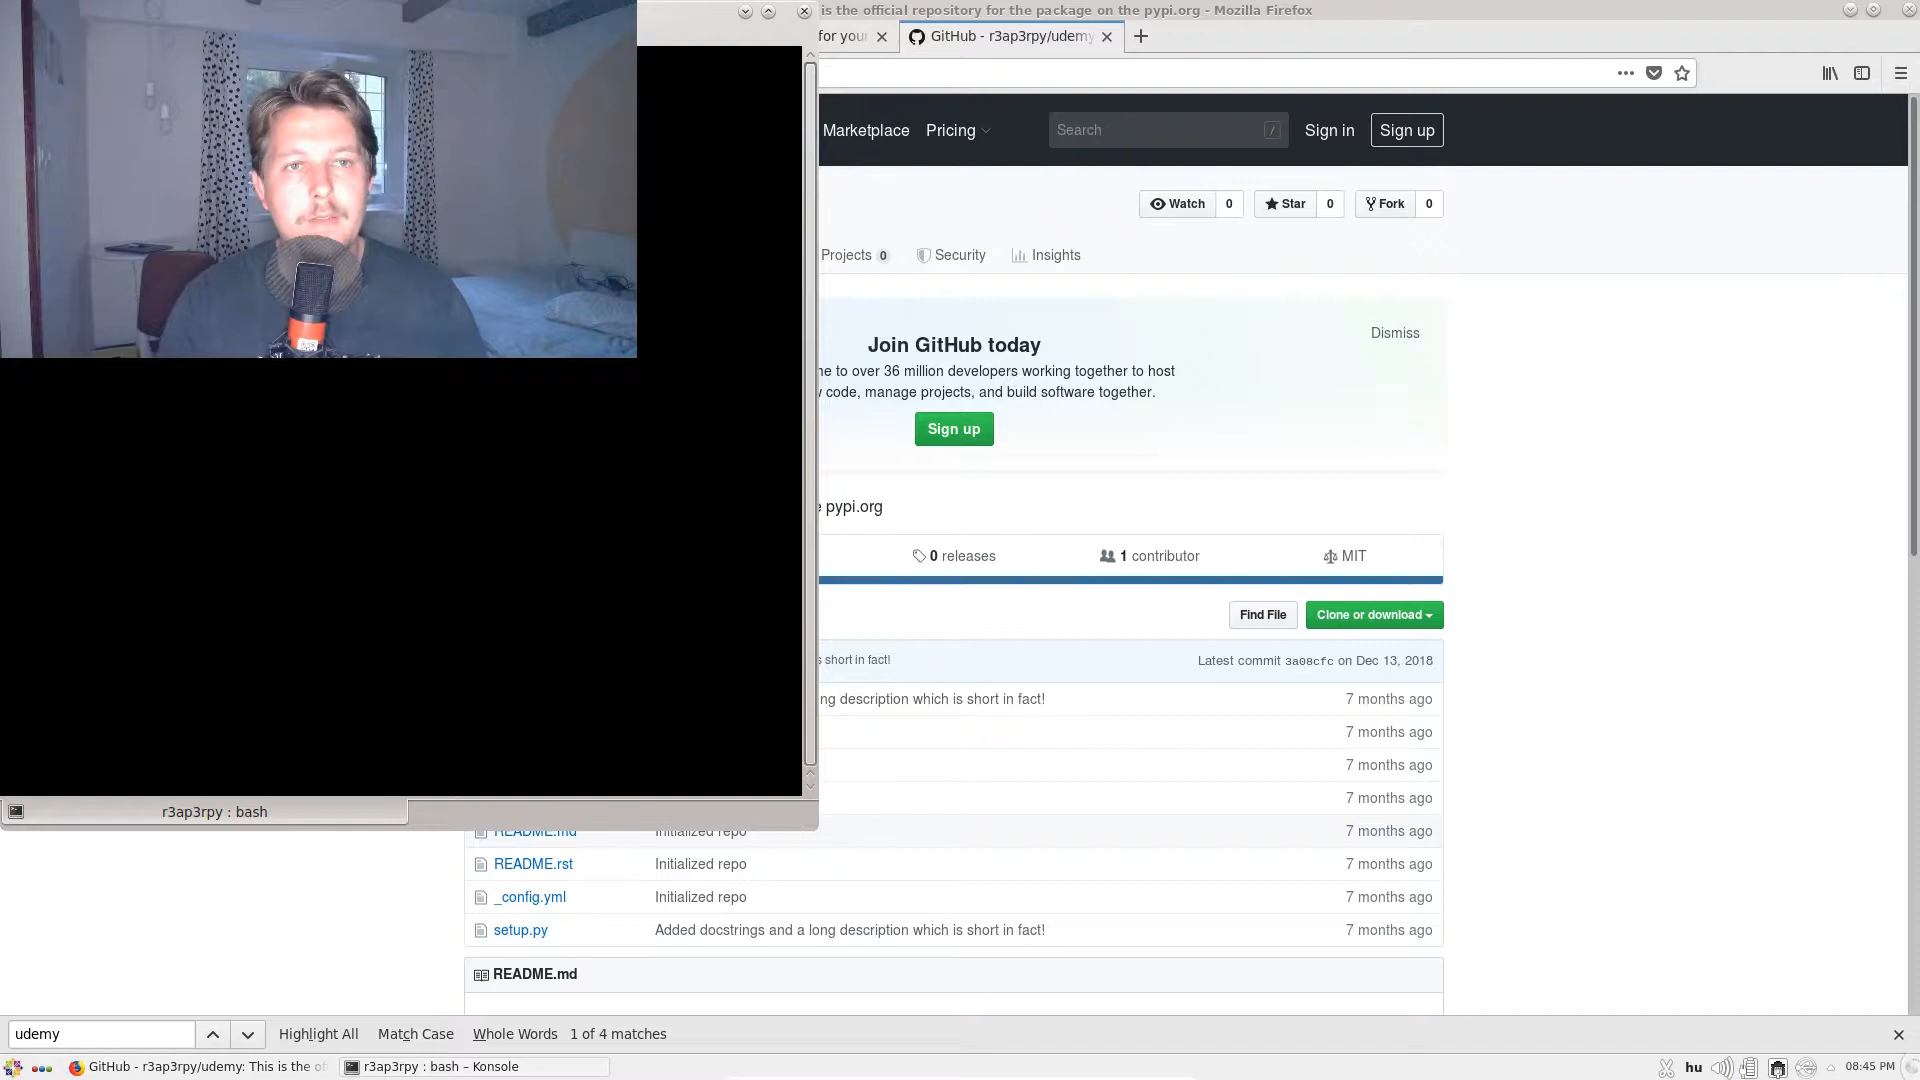 is the official repository for the package on the pypi.org - Mozilla Firefox
for your
GitHub - r3ap3rpy/udemy
Marketplace Pricing
Search /
Sign in Sign up
Watch 0 Star 0 Fork 0
Projects 0 Security Insights
Dismiss
Join GitHub today
to over 36 million developers working together to host
code, manage projects, and build software together.
Sign up
pypi.org
0 releases 1 contributor MIT
Find File Clone or download
short in fact! Latest commit 3a08cfc on Dec 13, 2018
ng description which is short in fact! 7 months ago
7 months ago
7 months ago
7 months ago
r3ap3rpy : bash
README.md Initialized repo 7 months ago
README.rst Initialized repo 7 months ago
_config.yml Initialized repo 7 months ago
setup.py Added docstrings and a long description which is short in fact! 7 months ago
README.md
udemy Highlight All Match Case Whole Words 1 of 4 matches
GitHub - r3ap3rpy/udemy: This is the of r3ap3rpy : bash – Konsole hu 08:45 PM